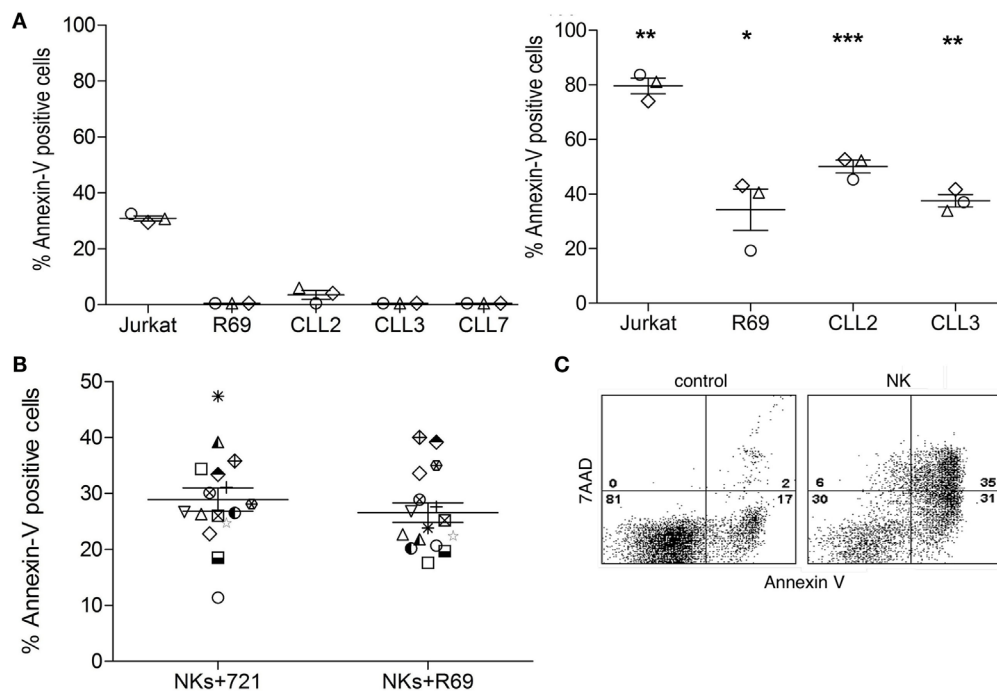 A
% Annexin-V positive cells
100
80
60
40
20
0
Jurkat R69 CLL2 CLL3 CLL7
% Annexin-V positive cells
** * *** **
80
60
40
20
0
Jurkat R69 CLL2 CLL3
B
% Annexin-V positive cells
50
40
30
20
10
0
NKs+721 NKs+R69
C
control NK
7AAD
0 2
81 17
6 35
30 31
Annexin V